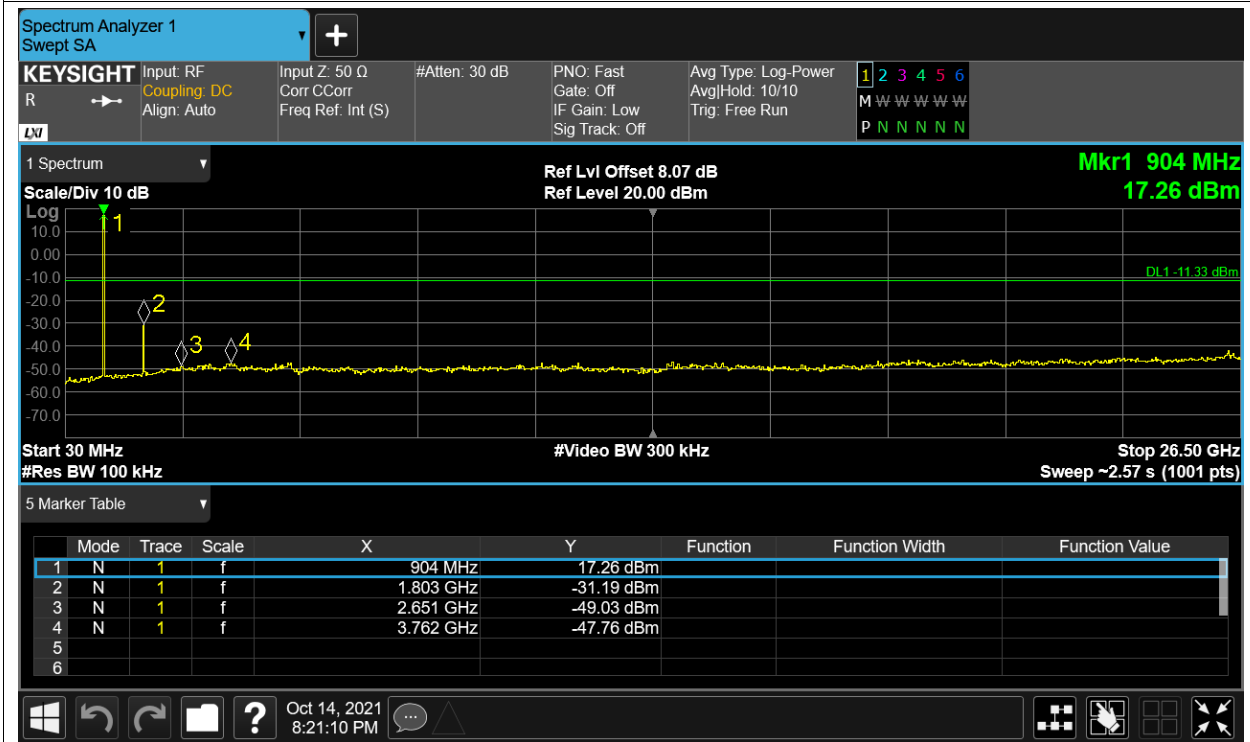 Spectrum Analyzer 1
Swept SA
+
KEYSIGHT Input: RF Input Z: 50 Ω #Atten: 30 dB PNO: Fast Avg Type: Log-Power 1 2 3 4 5 6
R Coupling: DC Corr CCorr Gate: Off Avg|Hold: 10/10 M W W W W W
Align: Auto Freq Ref: Int (S) IF Gain: Low Trig: Free Run
LXI Sig Track: Off P N N N N N
1 Spectrum Ref Lvl Offset 8.07 dB Mkr1 904 MHz
Scale/Div 10 dB Ref Level 20.00 dBm 17.26 dBm
Log
1
10.0
0.00
-10.0 DL1 -11.33 dBm
-20.0 2
-30.0
-40.0 3 4
-50.0
-60.0
-70.0
Start 30 MHz #Video BW 300 kHz Stop 26.50 GHz
#Res BW 100 kHz Sweep ~2.57 s (1001 pts)
5 Marker Table
Mode Trace Scale X Y Function Function Width Function Value
1 N 1 f 904 MHz 17.26 dBm
2 N 1 f 1.803 GHz -31.19 dBm
3 N 1 f 2.651 GHz -49.03 dBm
4 N 1 f 3.762 GHz -47.76 dBm
5
6
? Oct 14, 2021
8:21:10 PM